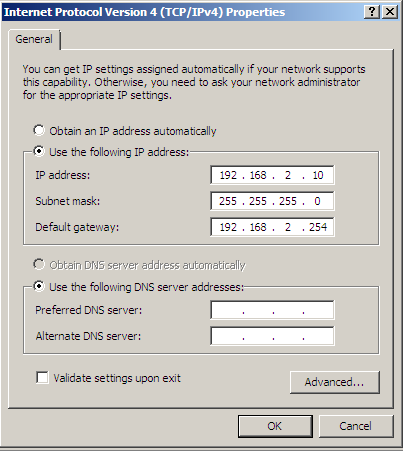 Internet Protocol Version 4 (TCP/IPv4) Properties ? X
General
You can get IP settings assigned automatically if your network supports
this capability. Otherwise, you need to ask your network administrator
for the appropriate IP settings.
Obtain an IP address automatically
Use the following IP address:
IP address: 192 . 168 . 2 . 10
Subnet mask: 255 . 255 . 255 . 0
Default gateway: 192 . 168 . 2 . 254
Obtain DNS server address automatically
Use the following DNS server addresses:
Preferred DNS server: . . .
Alternate DNS server: . . .
Validate settings upon exit
Advanced...
OK Cancel